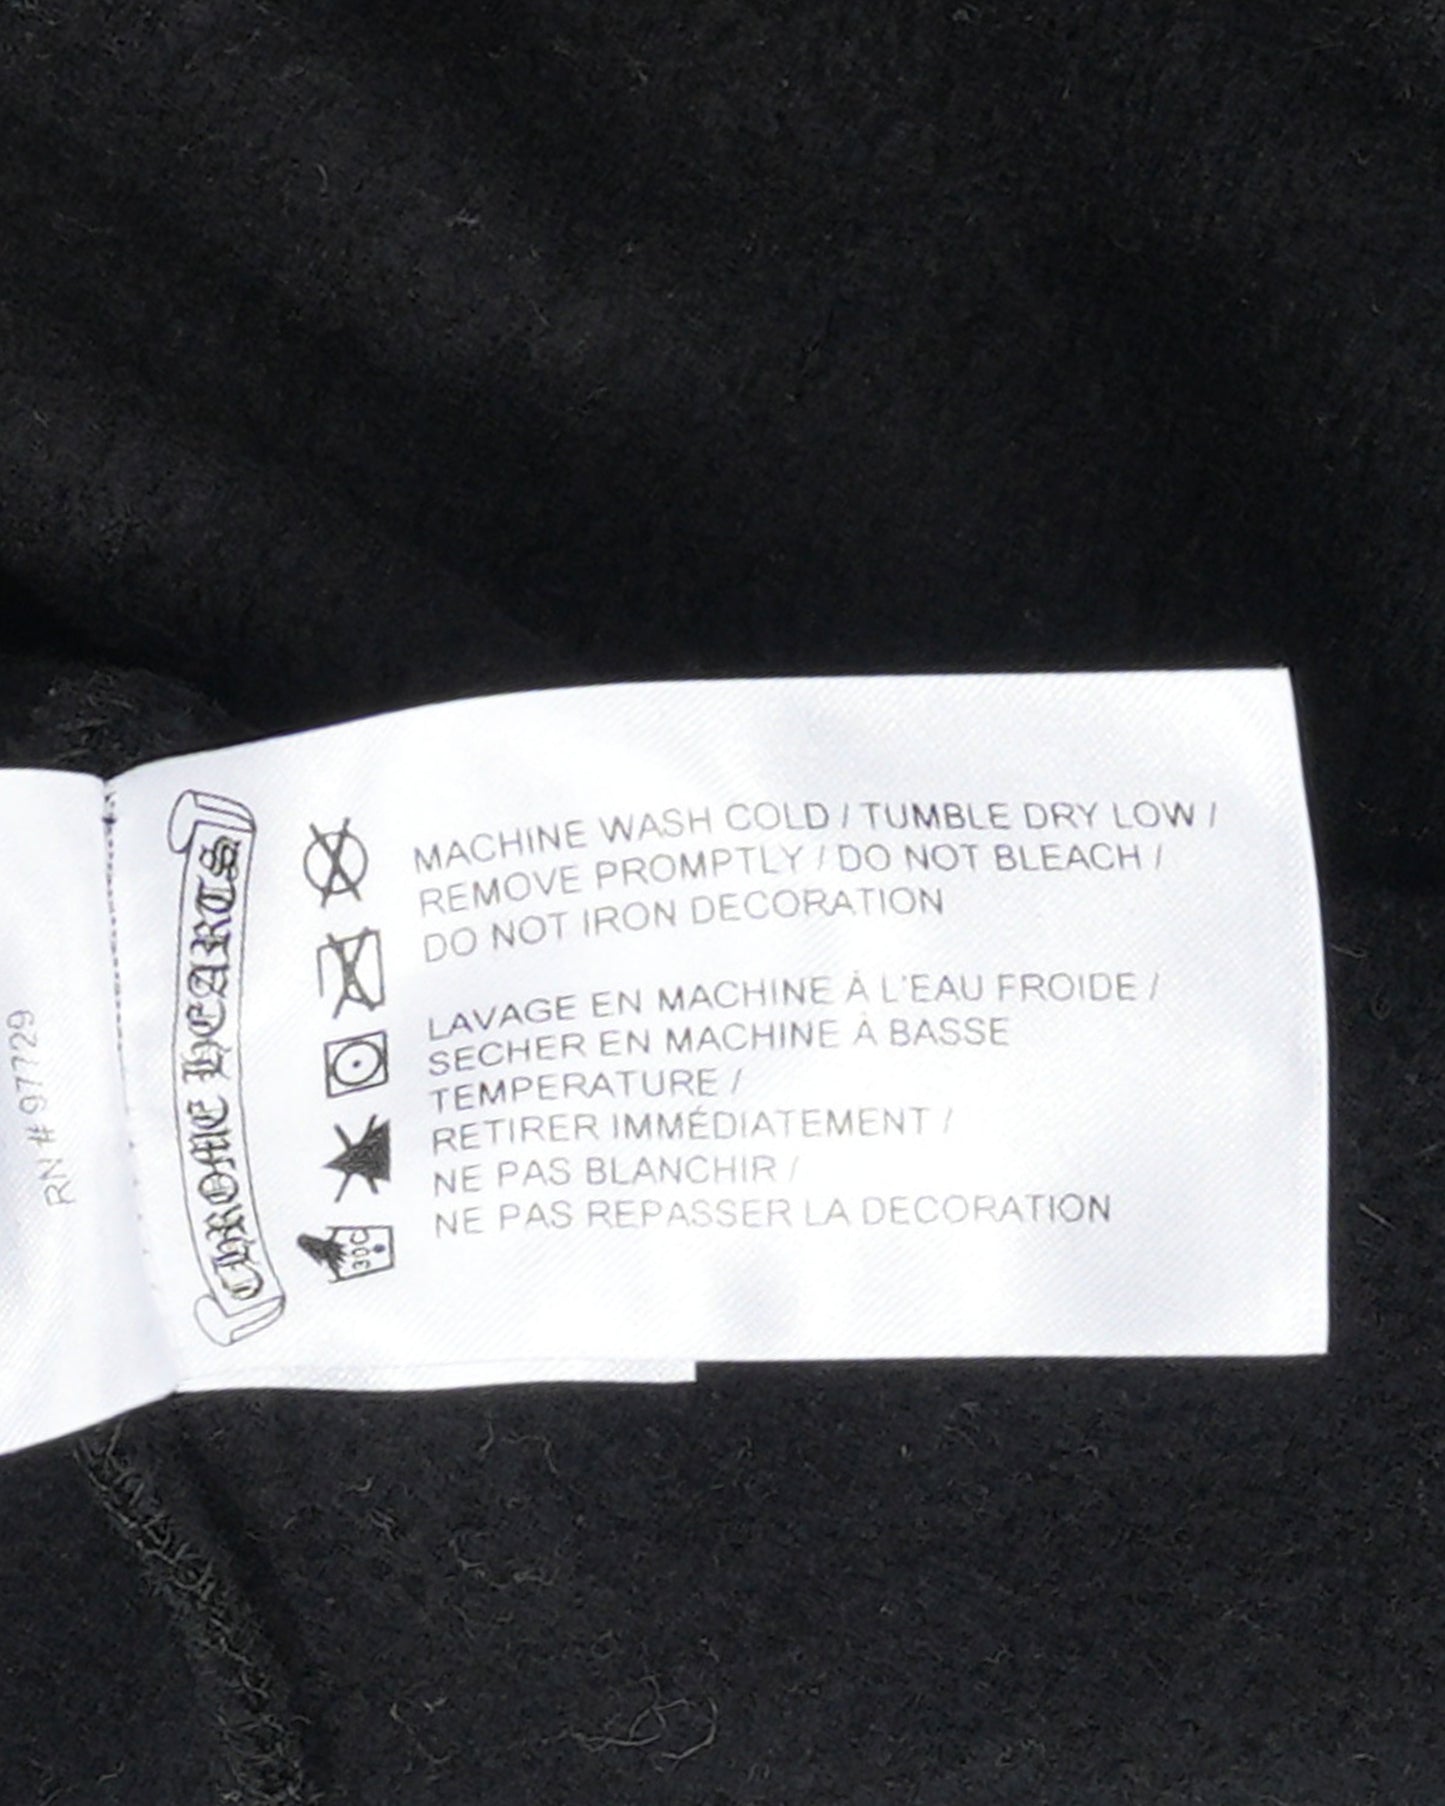 RN # 97729
CHROME HEARTS
MACHINE WASH COLD / TUMBLE DRY LOW /
REMOVE PROMPTLY / DO NOT BLEACH /
DO NOT IRON DECORATION
LAVAGE EN MACHINE À L'EAU FROIDE /
SECHER EN MACHINE À BASSE
TEMPERATURE /
RETIRER IMMÉDIATEMENT /
NE PAS BLANCHIR /
NE PAS REPASSER LA DECORATION
30C